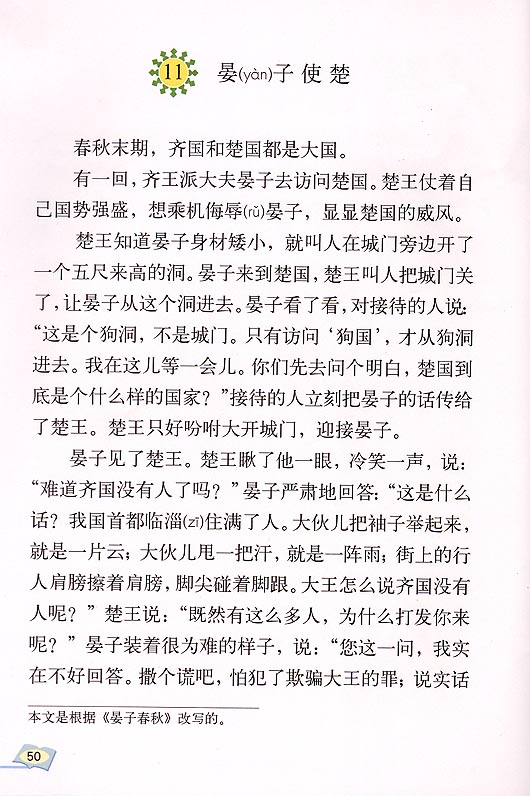 11 晏(yàn)子使楚
春秋末期，齐国和楚国都是大国。
有一回，齐王派大夫晏子去访问楚国。楚王仗着自
己国势强盛，想乘机侮辱(rǔ)晏子，显显楚国的威风。
楚王知道晏子身材矮小，就叫人在城门旁边开了
一个五尺来高的洞。晏子来到楚国，楚王叫人把城门关
了，让晏子从这个洞进去。晏子看了看，对接待的人说：
“这是个狗洞，不是城门。只有访问‘狗国’，才从狗洞
进去。我在这儿等一会儿。你们先去问个明白，楚国到
底是个什么样的国家？”接待的人立刻把晏子的话传给
了楚王。楚王只好吩咐大开城门，迎接晏子。
晏子见了楚王。楚王瞅了他一眼，冷笑一声，说：
“难道齐国没有人了吗？”晏子严肃地回答：“这是什么
话？我国首都临淄(zī)住满了人。大伙儿把袖子举起来，
就是一片云；大伙儿甩一把汗，就是一阵雨；街上的行
人肩膀擦着肩膀，脚尖碰着脚跟。大王怎么说齐国没有
人呢？”楚王说：“既然有这么多人，为什么打发你来
呢？”晏子装着很为难的样子，说：“您这一问，我实
在不好回答。撒个谎吧，怕犯了欺骗大王的罪；说实话
本文是根据《晏子春秋》改写的。
50